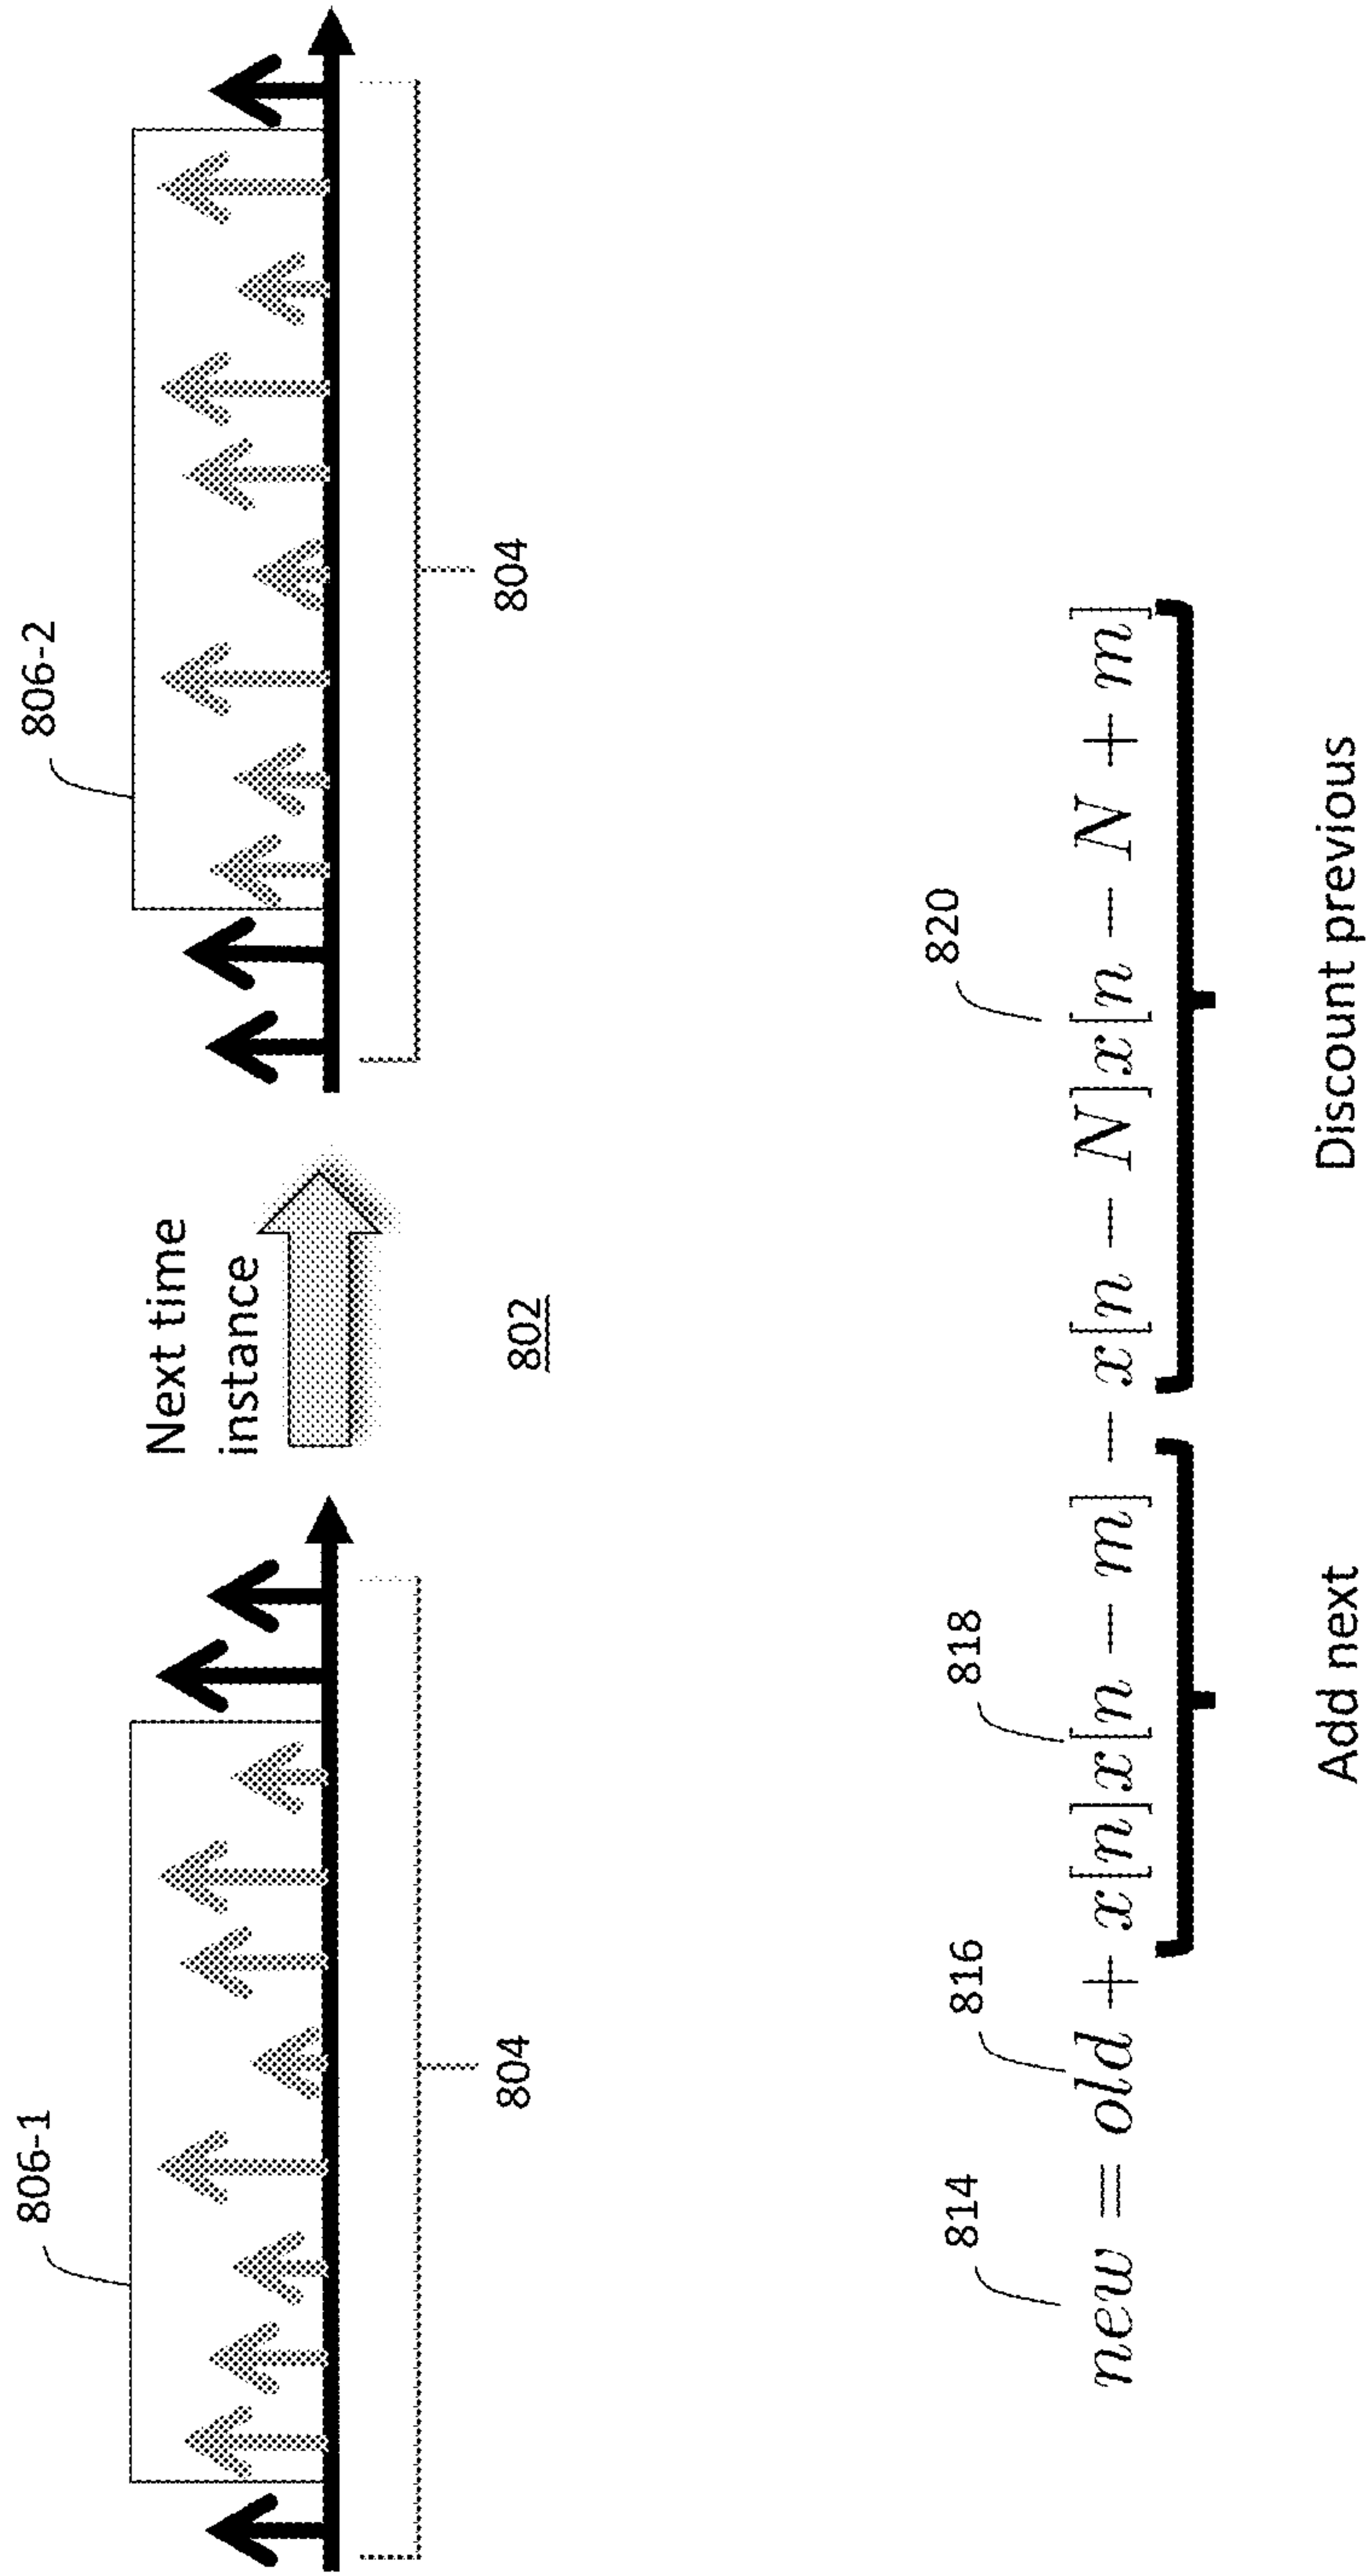 806-1
Next time
instance
806-2
804
802
804
814
816
818
820
new = old + x[n]x[n − m] − x[n − N]x[n − N + m]
Add next
Discount previous